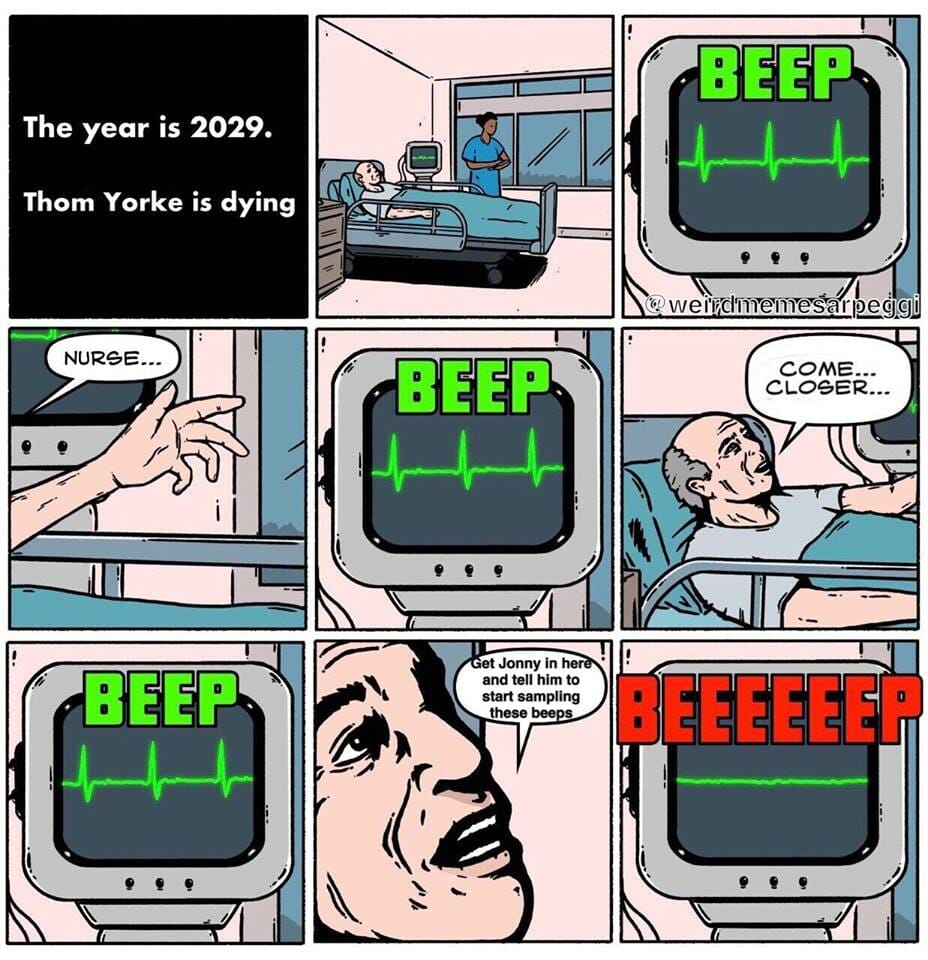 The year is 2029.
Thom Yorke is dying
BEEP
@weirdmemesarpeggi
NURSE...
BEEP
COME...
CLOSER...
BEEP
Get Jonny in here
and tell him to
start sampling
these beeps
BEEEEEEP